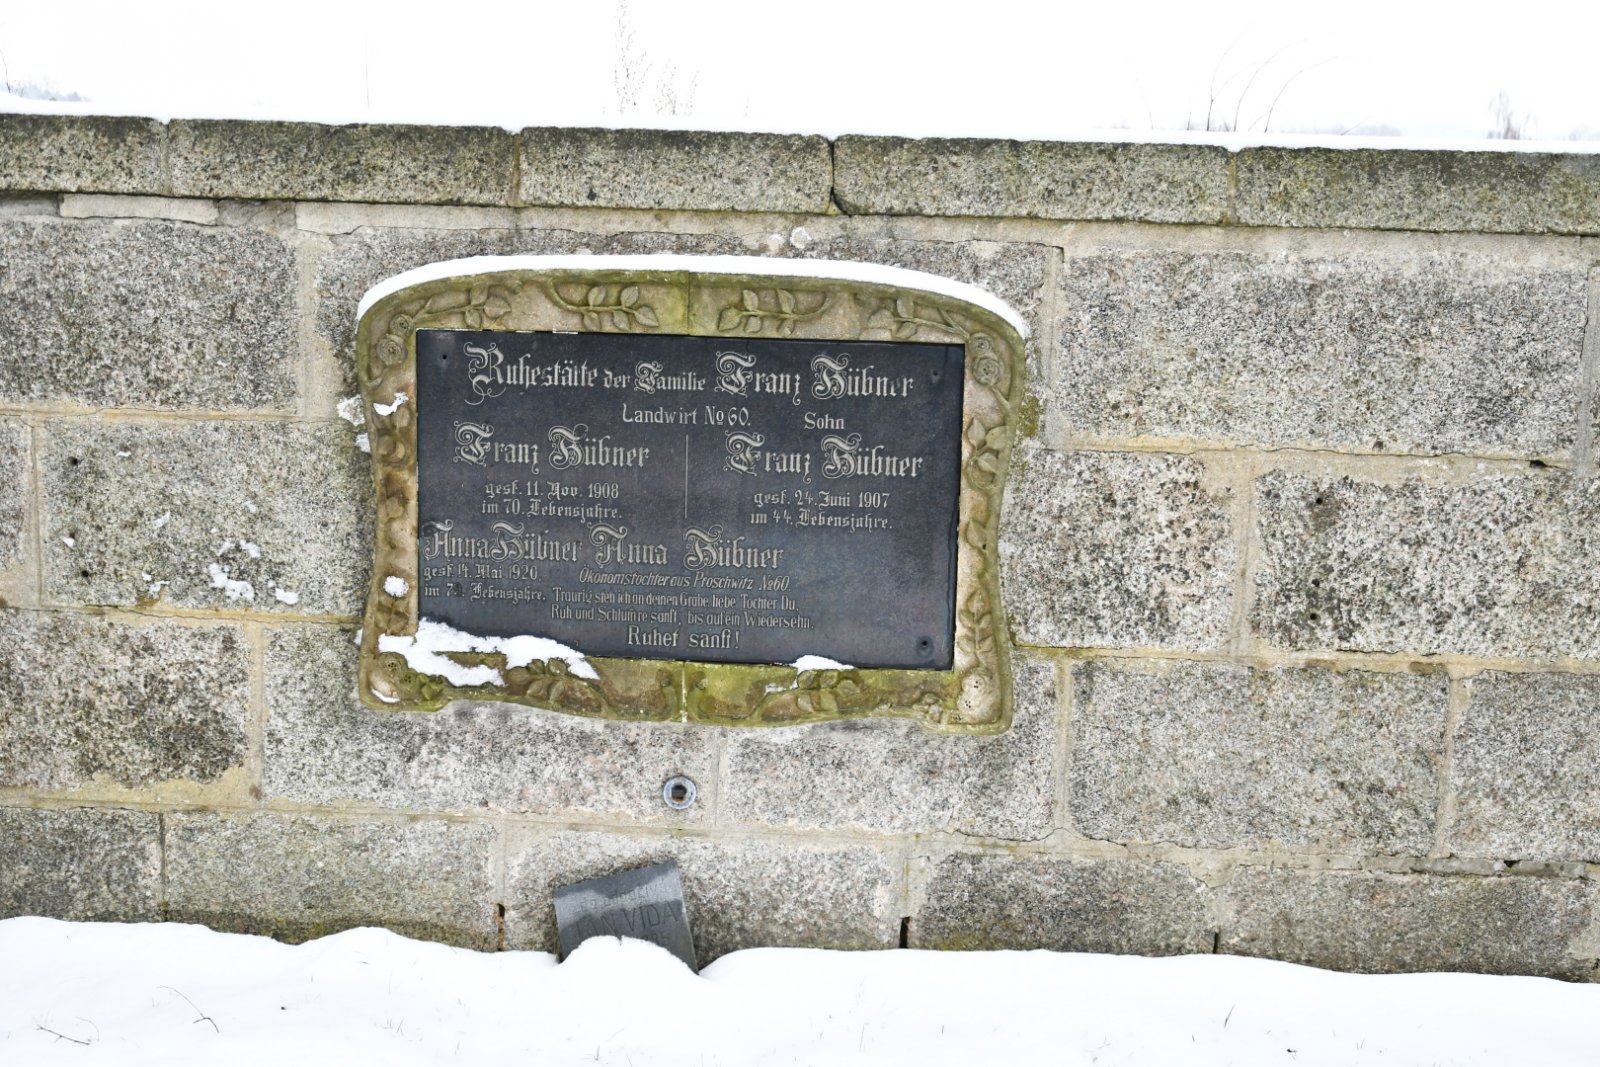 Ruhestätte der Familie Franz Hübner
Landwirt No 60.
Sohn
Franz Hübner
gest. 11. Nov. 1908
im 70. Lebensjahre.
Franz Hübner
gest. 24. Juni 1907
im 44. Lebensjahre.
Anna Hübner
gest. 14. Mai 1920.
im Lebensjahre.
Anna Hübner
Ökonomstochter aus Proschwitz No 60.
Traurig steh ich an deinen Grabe, liebe Tochter Du,
Ruh und Schlumre sanft, bis auf ein Wiedersehn.
Ruhet sanft!
VIDA